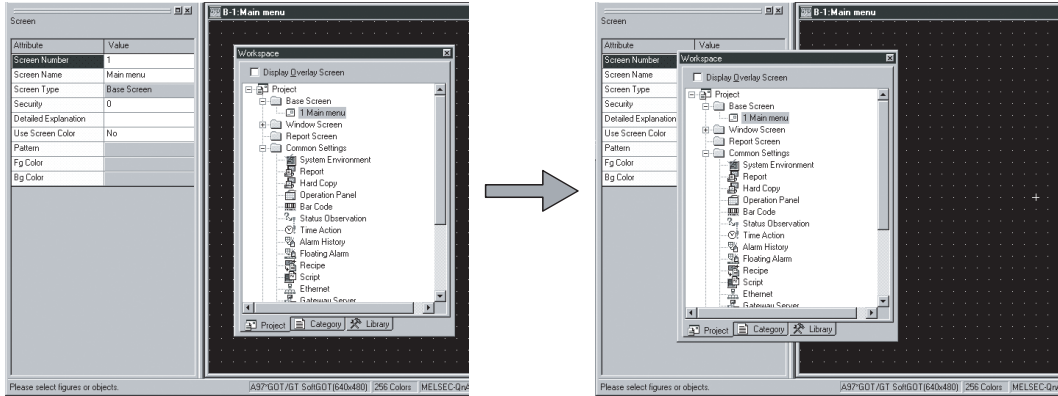 B-1:Main menu
Screen
Attribute Value
Screen Number 1
Screen Name Main menu
Screen Type Base Screen
Security 0
Detailed Explanation
Use Screen Color No
Pattern
Fg Color
Bg Color
Workspace
Display Overlay Screen
Project
Base Screen
1 Main menu
Window Screen
Report Screen
Common Settings
System Environment
Report
Hard Copy
Operation Panel
Bar Code
Status Observation
Time Action
Alarm History
Floating Alarm
Recipe
Script
Ethernet
Gateway Server
Project Category Library
Please select figures or objects. A97*GOT/GT SoftGOT(640x480) 256 Colors MELSEC-QnA
B-1:Main menu
Screen
Attribute Value
Screen Number
Screen Name
Screen Type
Security
Detailed Explanation
Use Screen Color
Pattern
Fg Color
Bg Color
Workspace
Display Overlay Screen
Project
Base Screen
1 Main menu
Window Screen
Report Screen
Common Settings
System Environment
Report
Hard Copy
Operation Panel
Bar Code
Status Observation
Time Action
Alarm History
Floating Alarm
Recipe
Script
Ethernet
Gateway Server
Project Category Library
Please select figures or objects. A97*GOT/GT SoftGOT(640x480) 256 Colors MELSEC-Qn